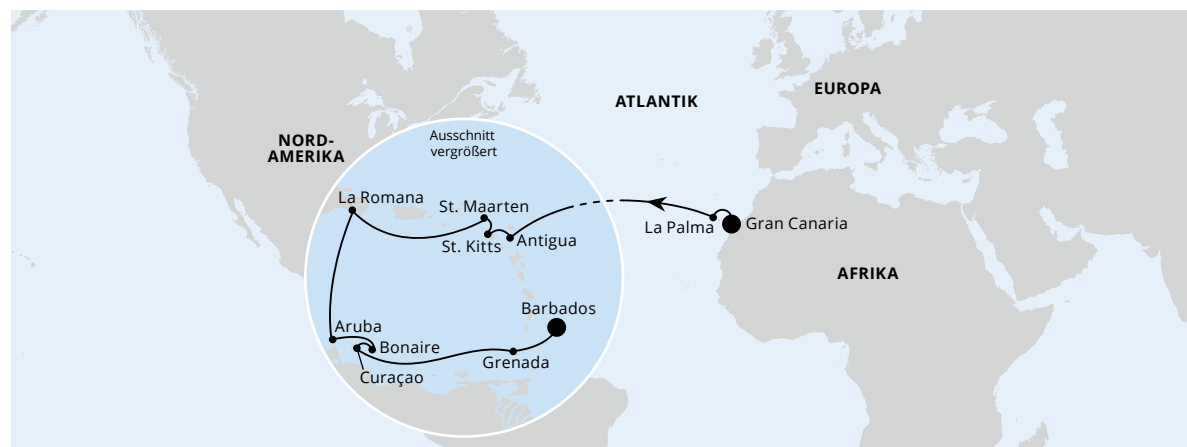 EUROPA
ATLANTIK
Ausschnitt
vergrößert
NORD-
AMERIKA
La Romana
St. Maarten
St. Kitts
Antigua
La Palma
Gran Canaria
AFRIKA
Barbados
Aruba
Bonaire
Grenada
Curaçao